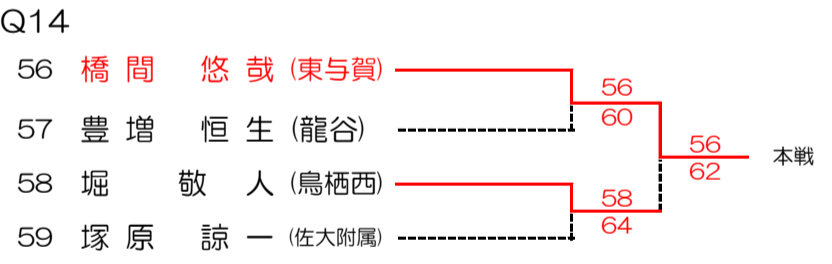 Q14
56 橋間 悠哉 (東与賀)
56
60
57 豊増 恒生 (龍谷)
56
62
本戦
58 堀 敬人 (鳥栖西)
58
64
59 塚原 諒一 (佐大附属)